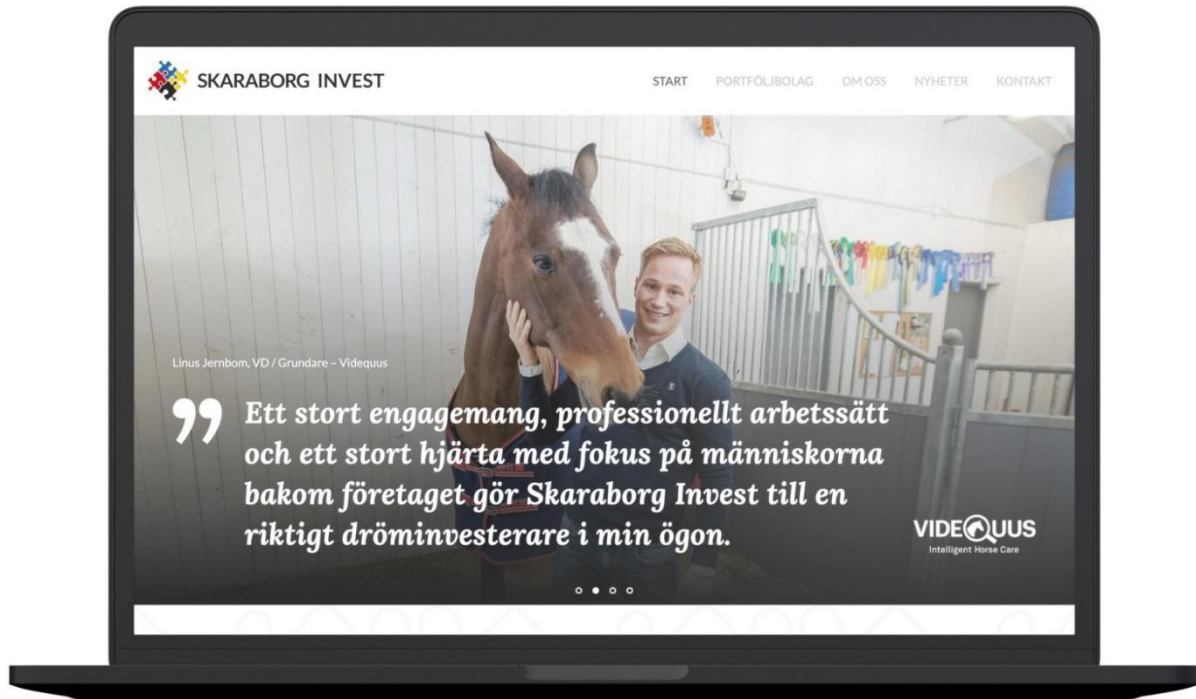 SKARABORG INVEST
START PORTFÖLJBOLAG OM OSS NYHETER KONTAKT
Linus Jernbom, VD / Grundare – Videquus
” Ett stort engagemang, professionellt arbetssätt
och ett stort hjärta med fokus på människorna
bakom företaget gör Skaraborg Invest till en
riktigt dröminvesterare i min ögon.
VIDEQUUS
Intelligent Horse Care